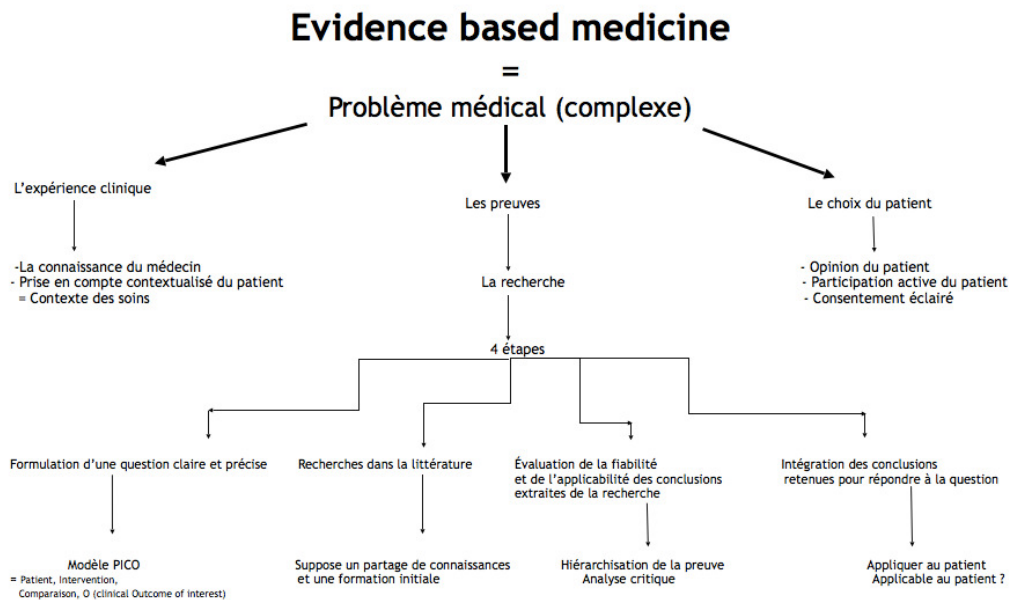 Evidence based medicine
=
Problème médical (complexe)
L'expérience clinique
Les preuves
Le choix du patient
-La connaissance du médecin
- Prise en compte contextualisé du patient
= Contexte des soins
La recherche
- Opinion du patient
- Participation active du patient
- Consentement éclairé
4 étapes
Formulation d'une question claire et précise
Recherches dans la littérature
Évaluation de la fiabilité
et de l'applicabilité des conclusions
extraites de la recherche
Intégration des conclusions
retenues pour répondre à la question
Modèle PICO
= Patient, Intervention,
Comparaison, O (clinical Outcome of interest)
Suppose un partage de connaissances
et une formation initiale
Hiérarchisation de la preuve
Analyse critique
Appliquer au patient
Applicable au patient ?